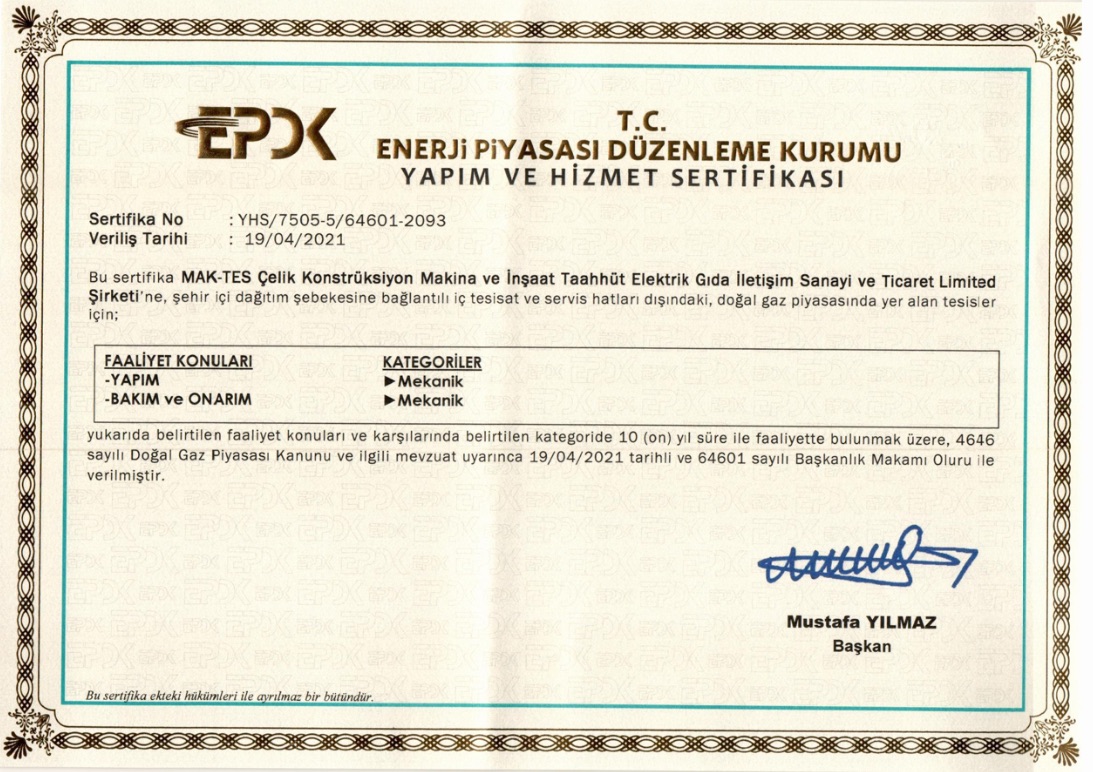 EPDK
T.C.
ENERJİ PİYASASI DÜZENLEME KURUMU
YAPIM VE HİZMET SERTİFİKASI
Sertifika No : YHS/7505-5/64601-2093
Veriliş Tarihi : 19/04/2021
Bu sertifika MAK-TES Çelik Konstrüksiyon Makina ve İnşaat Taahhüt Elektrik Gıda İletişim Sanayi ve Ticaret Limited
Şirketi'ne, şehir içi dağıtım şebekesine bağlantılı iç tesisat ve servis hatları dışındaki, doğal gaz piyasasında yer alan tesisler
için;
FAALİYET KONULARI KATEGORİLER
-YAPIM ►Mekanik
-BAKIM ve ONARIM ►Mekanik
yukarıda belirtilen faaliyet konuları ve karşılarında belirtilen kategoride 10 (on) yıl süre ile faaliyette bulunmak üzere, 4646
sayılı Doğal Gaz Piyasası Kanunu ve ilgili mevzuat uyarınca 19/04/2021 tarihli ve 64601 sayılı Başkanlık Makamı Oluru ile
verilmiştir.
Mustafa YILMAZ
Başkan
Bu sertifika ekteki hükümleri ile ayrılmaz bir bütündür.